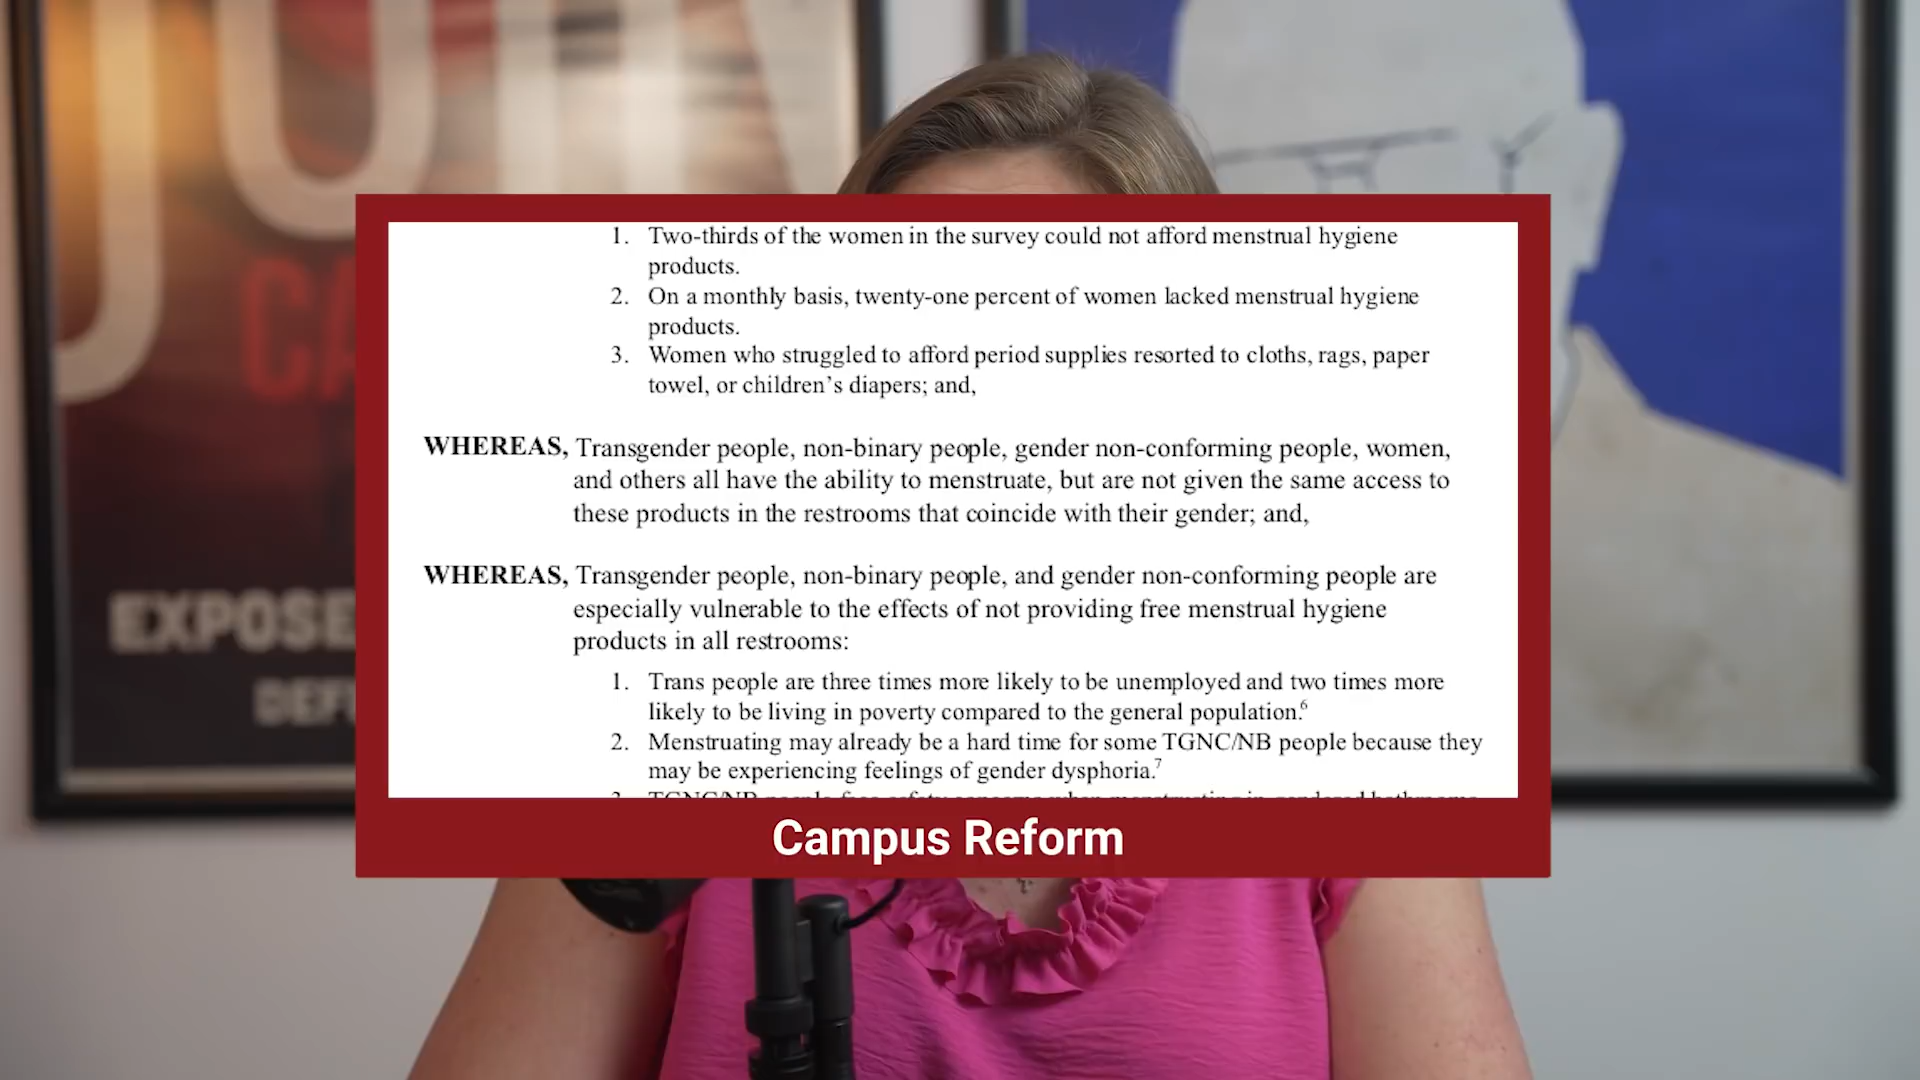 JOIN
CA
EXPOSE
DEF
1. Two-thirds of the women in the survey could not afford menstrual hygiene
products.
2. On a monthly basis, twenty-one percent of women lacked menstrual hygiene
products.
3. Women who struggled to afford period supplies resorted to cloths, rags, paper
towel, or children’s diapers; and,
WHEREAS, Transgender people, non-binary people, gender non-conforming people, women,
and others all have the ability to menstruate, but are not given the same access to
these products in the restrooms that coincide with their gender; and,
WHEREAS, Transgender people, non-binary people, and gender non-conforming people are
especially vulnerable to the effects of not providing free menstrual hygiene
products in all restrooms:
1. Trans people are three times more likely to be unemployed and two times more
likely to be living in poverty compared to the general population.6
2. Menstruating may already be a hard time for some TGNC/NB people because they
may be experiencing feelings of gender dysphoria.7
Campus Reform